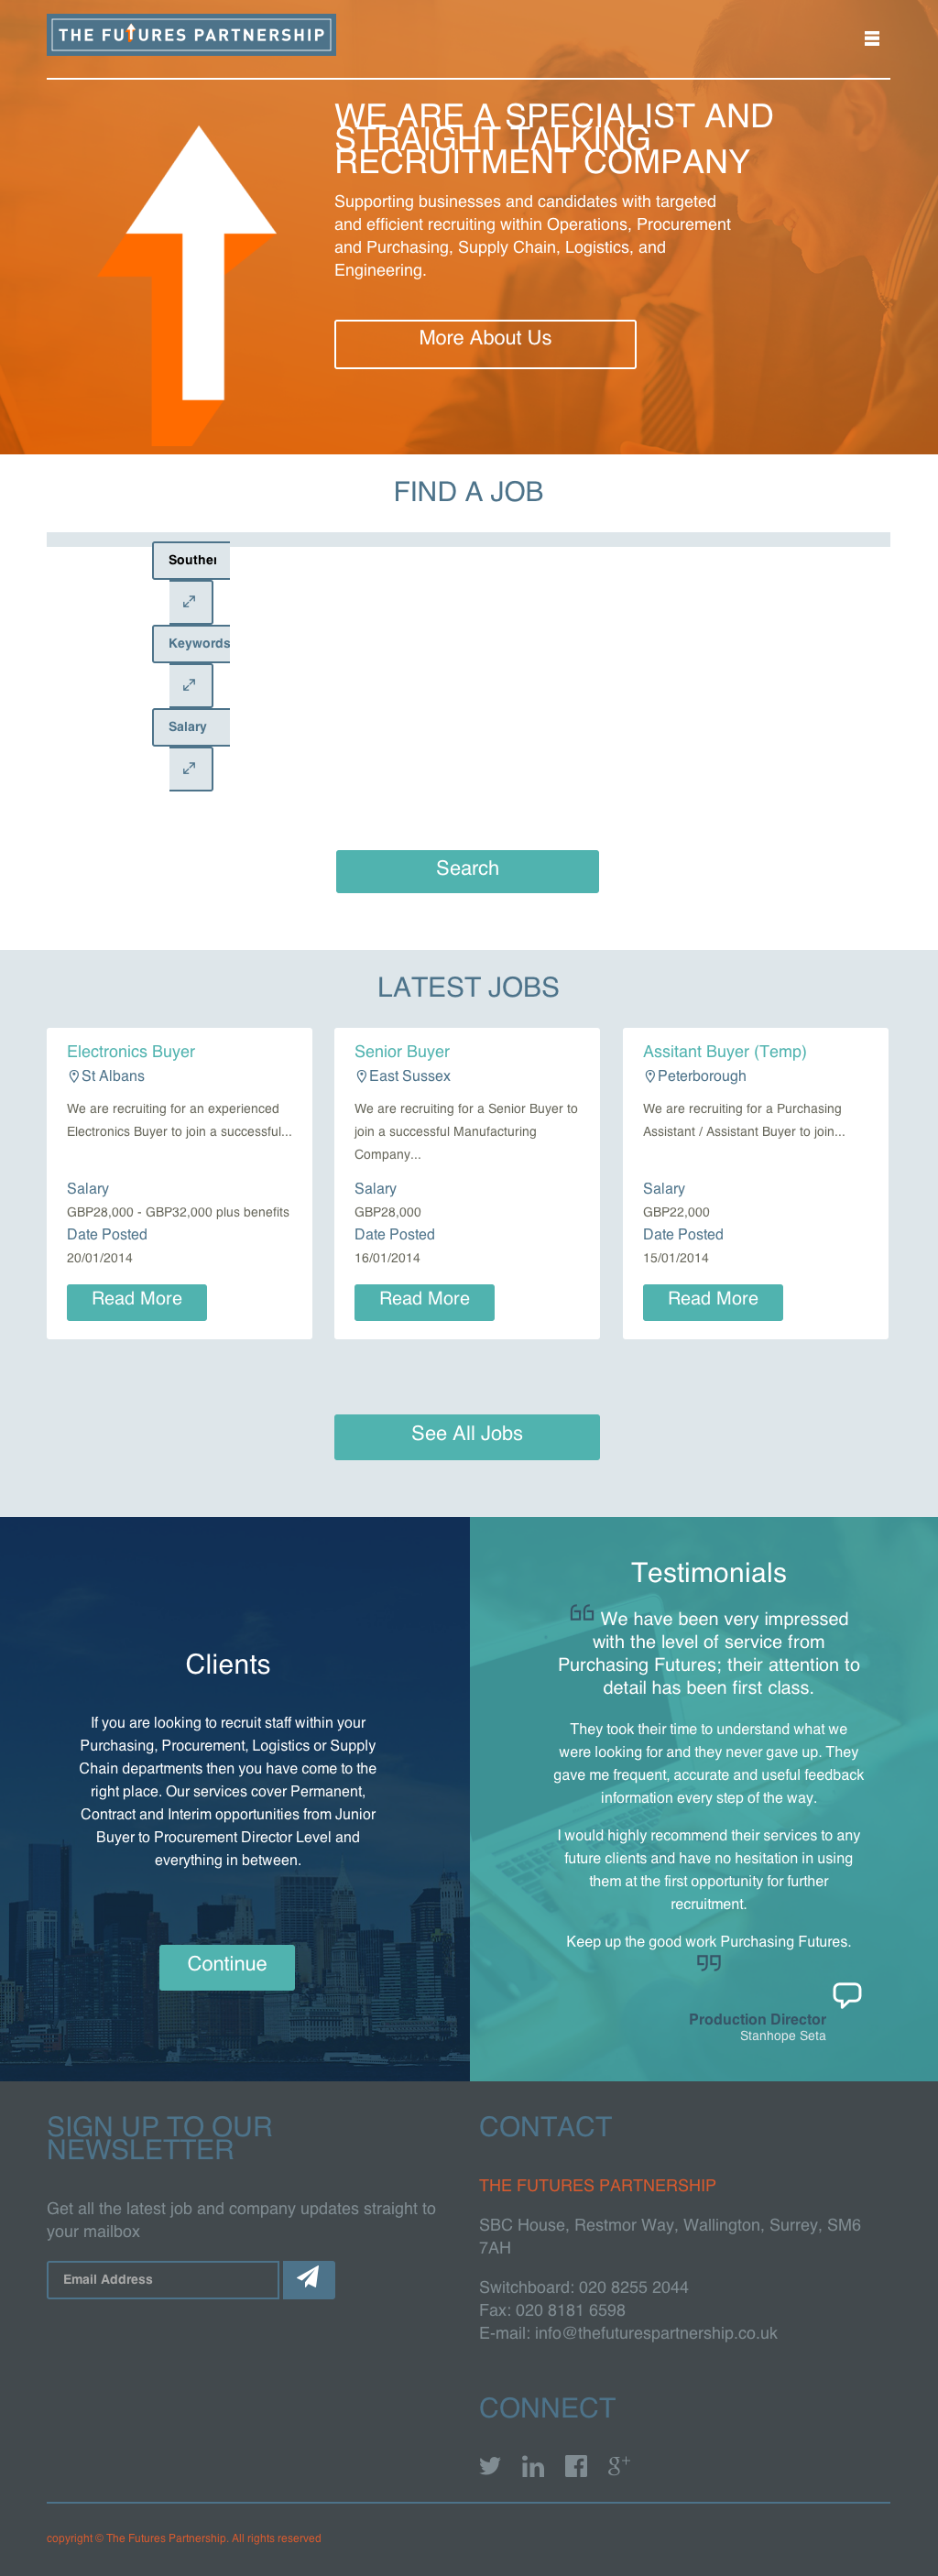 THE FUTURES PARTNERSHIP
WE ARE A SPECIALIST AND
STRAIGHT TALKING
RECRUITMENT COMPANY
Supporting businesses and candidates with targeted
and efficient recruiting within Operations, Procurement
and Purchasing, Supply Chain, Logistics, and
Engineering.
More About Us
FIND A JOB
Souther
Keywords
Salary
Search
LATEST JOBS
Electronics Buyer
St Albans
We are recruiting for an experienced
Electronics Buyer to join a successful...
Salary
GBP28,000 - GBP32,000 plus benefits
Date Posted
20/01/2014
Read More
Senior Buyer
East Sussex
We are recruiting for a Senior Buyer to
join a successful Manufacturing
Company...
Salary
GBP28,000
Date Posted
16/01/2014
Read More
Assitant Buyer (Temp)
Peterborough
We are recruiting for a Purchasing
Assistant / Assistant Buyer to join...
Salary
GBP22,000
Date Posted
15/01/2014
Read More
See All Jobs
Clients
If you are looking to recruit staff within your
Purchasing, Procurement, Logistics or Supply
Chain departments then you have come to the
right place. Our services cover Permanent,
Contract and Interim opportunities from Junior
Buyer to Procurement Director Level and
everything in between.
Continue
Testimonials
We have been very impressed
with the level of service from
Purchasing Futures; their attention to
detail has been first class.
They took their time to understand what we
were looking for and they never gave up. They
gave me frequent, accurate and useful feedback
information every step of the way.
I would highly recommend their services to any
future clients and have no hesitation in using
them at the first opportunity for further
recruitment.
Keep up the good work Purchasing Futures.
Production Director
Stanhope Seta
SIGN UP TO OUR
NEWSLETTER
Get all the latest job and company updates straight to
your mailbox
Email Address
CONTACT
THE FUTURES PARTNERSHIP
SBC House, Restmor Way, Wallington, Surrey, SM6
7AH
Switchboard: 020 8255 2044
Fax: 020 8181 6598
E-mail: info@thefuturespartnership.co.uk
CONNECT
copyright © The Futures Partnership. All rights reserved